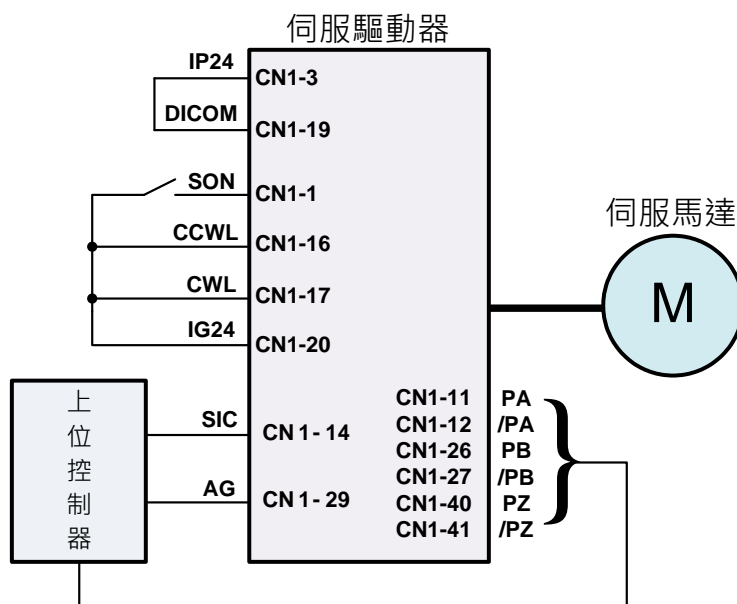 伺服驅動器
IP24 CN1-3
DICOM CN1-19
SON CN1-1
CCWL CN1-16
CWL CN1-17
IG24 CN1-20
伺服馬達
M
上位控制器
SIC CN1-14
AG CN1-29
CN1-11 PA
CN1-12 /PA
CN1-26 PB
CN1-27 /PB
CN1-40 PZ
CN1-41 /PZ